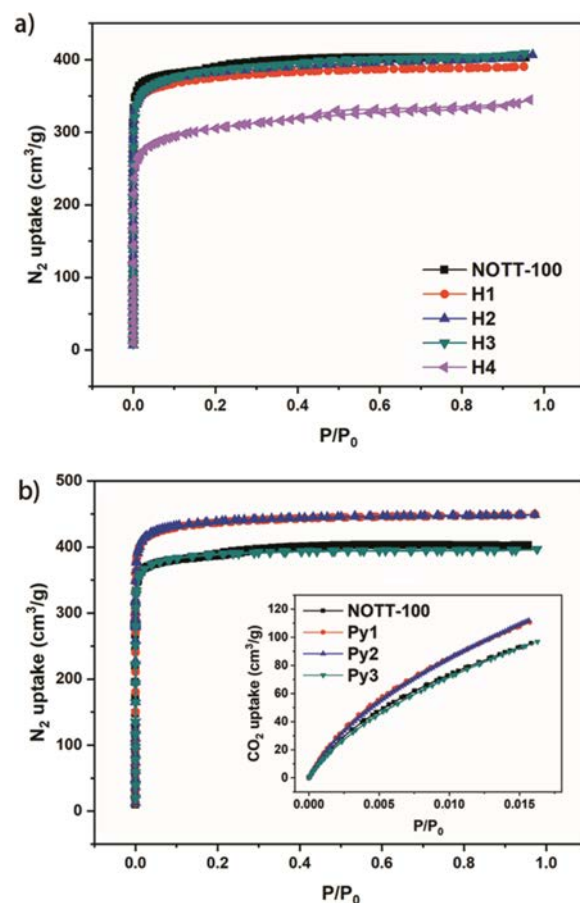 a)
400
300
200
100
0
N₂ uptake (cm³/g)
NOTT-100
H1
H2
H3
H4
0.0 0.2 0.4 0.6 0.8 1.0
P/P₀
b)
500
400
300
200
100
0
N₂ uptake (cm³/g)
120
100
80
60
40
20
0
CO₂ uptake (cm³/g)
NOTT-100
Py1
Py2
Py3
0.000 0.005 0.010 0.015
P/P₀
0.0 0.2 0.4 0.6 0.8 1.0
P/P₀